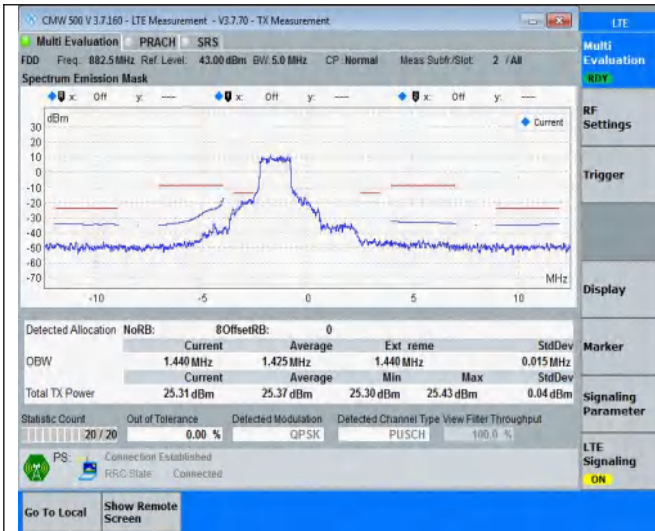 CMW 500 V 3.7.160 - LTE Measurement - V3.7.70 - TX Measurement
LTE
Multi Evaluation PRACH SRS
Multi Evaluation
RDY
FDD Freq: 882.5 MHz Ref. Level: 43.00 dBm BW: 5.0 MHz CP: Normal Meas Subfr./Slot: 2 / All
Spectrum Emission Mask
x: Off y: --- x: Off y: --- x: Off y: ---
dBm
Current
30
20
10
0
-10
-20
-30
-40
-50
-60
-70
MHz
-10 -5 0 5 10
RF Settings
Trigger
Display
Marker
Signaling Parameter
LTE Signaling
ON
Detected Allocation NoRB: 8 OffsetRB: 0
Current Average Ext reme StdDev
OBW 1.440 MHz 1.425 MHz 1.440 MHz 0.015 MHz
Current Average Min Max StdDev
Total TX Power 25.31 dBm 25.37 dBm 25.30 dBm 25.43 dBm 0.04 dBm
Statistic Count Out of Tolerance Detected Modulation Detected Channel Type View Filter Throughput
20 / 20 0.00 % QPSK PUSCH 100.0 %
PS: Connection Established
RRC State: Connected
Go To Local
Show Remote Screen